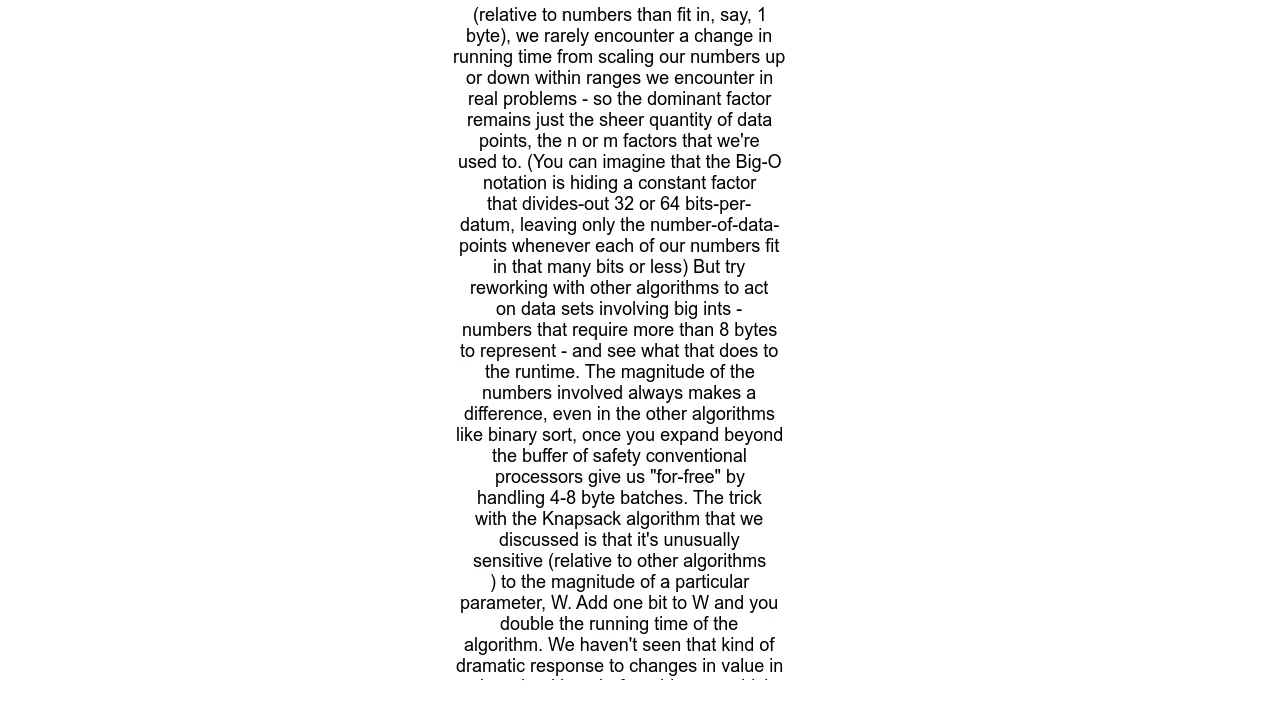 (relative to numbers than fit in, say, 1
byte), we rarely encounter a change in
running time from scaling our numbers up
or down within ranges we encounter in
real problems - so the dominant factor
remains just the sheer quantity of data
points, the n or m factors that we're
used to. (You can imagine that the Big-O
notation is hiding a constant factor
that divides-out 32 or 64 bits-per-
datum, leaving only the number-of-data-
points whenever each of our numbers fit
in that many bits or less) But try
reworking with other algorithms to act
on data sets involving big ints -
numbers that require more than 8 bytes
to represent - and see what that does to
the runtime. The magnitude of the
numbers involved always makes a
difference, even in the other algorithms
like binary sort, once you expand beyond
the buffer of safety conventional
processors give us "for-free" by
handling 4-8 byte batches. The trick
with the Knapsack algorithm that we
discussed is that it's unusually
sensitive (relative to other algorithms
) to the magnitude of a particular
parameter, W. Add one bit to W and you
double the running time of the
algorithm. We haven't seen that kind of
dramatic response to changes in value in